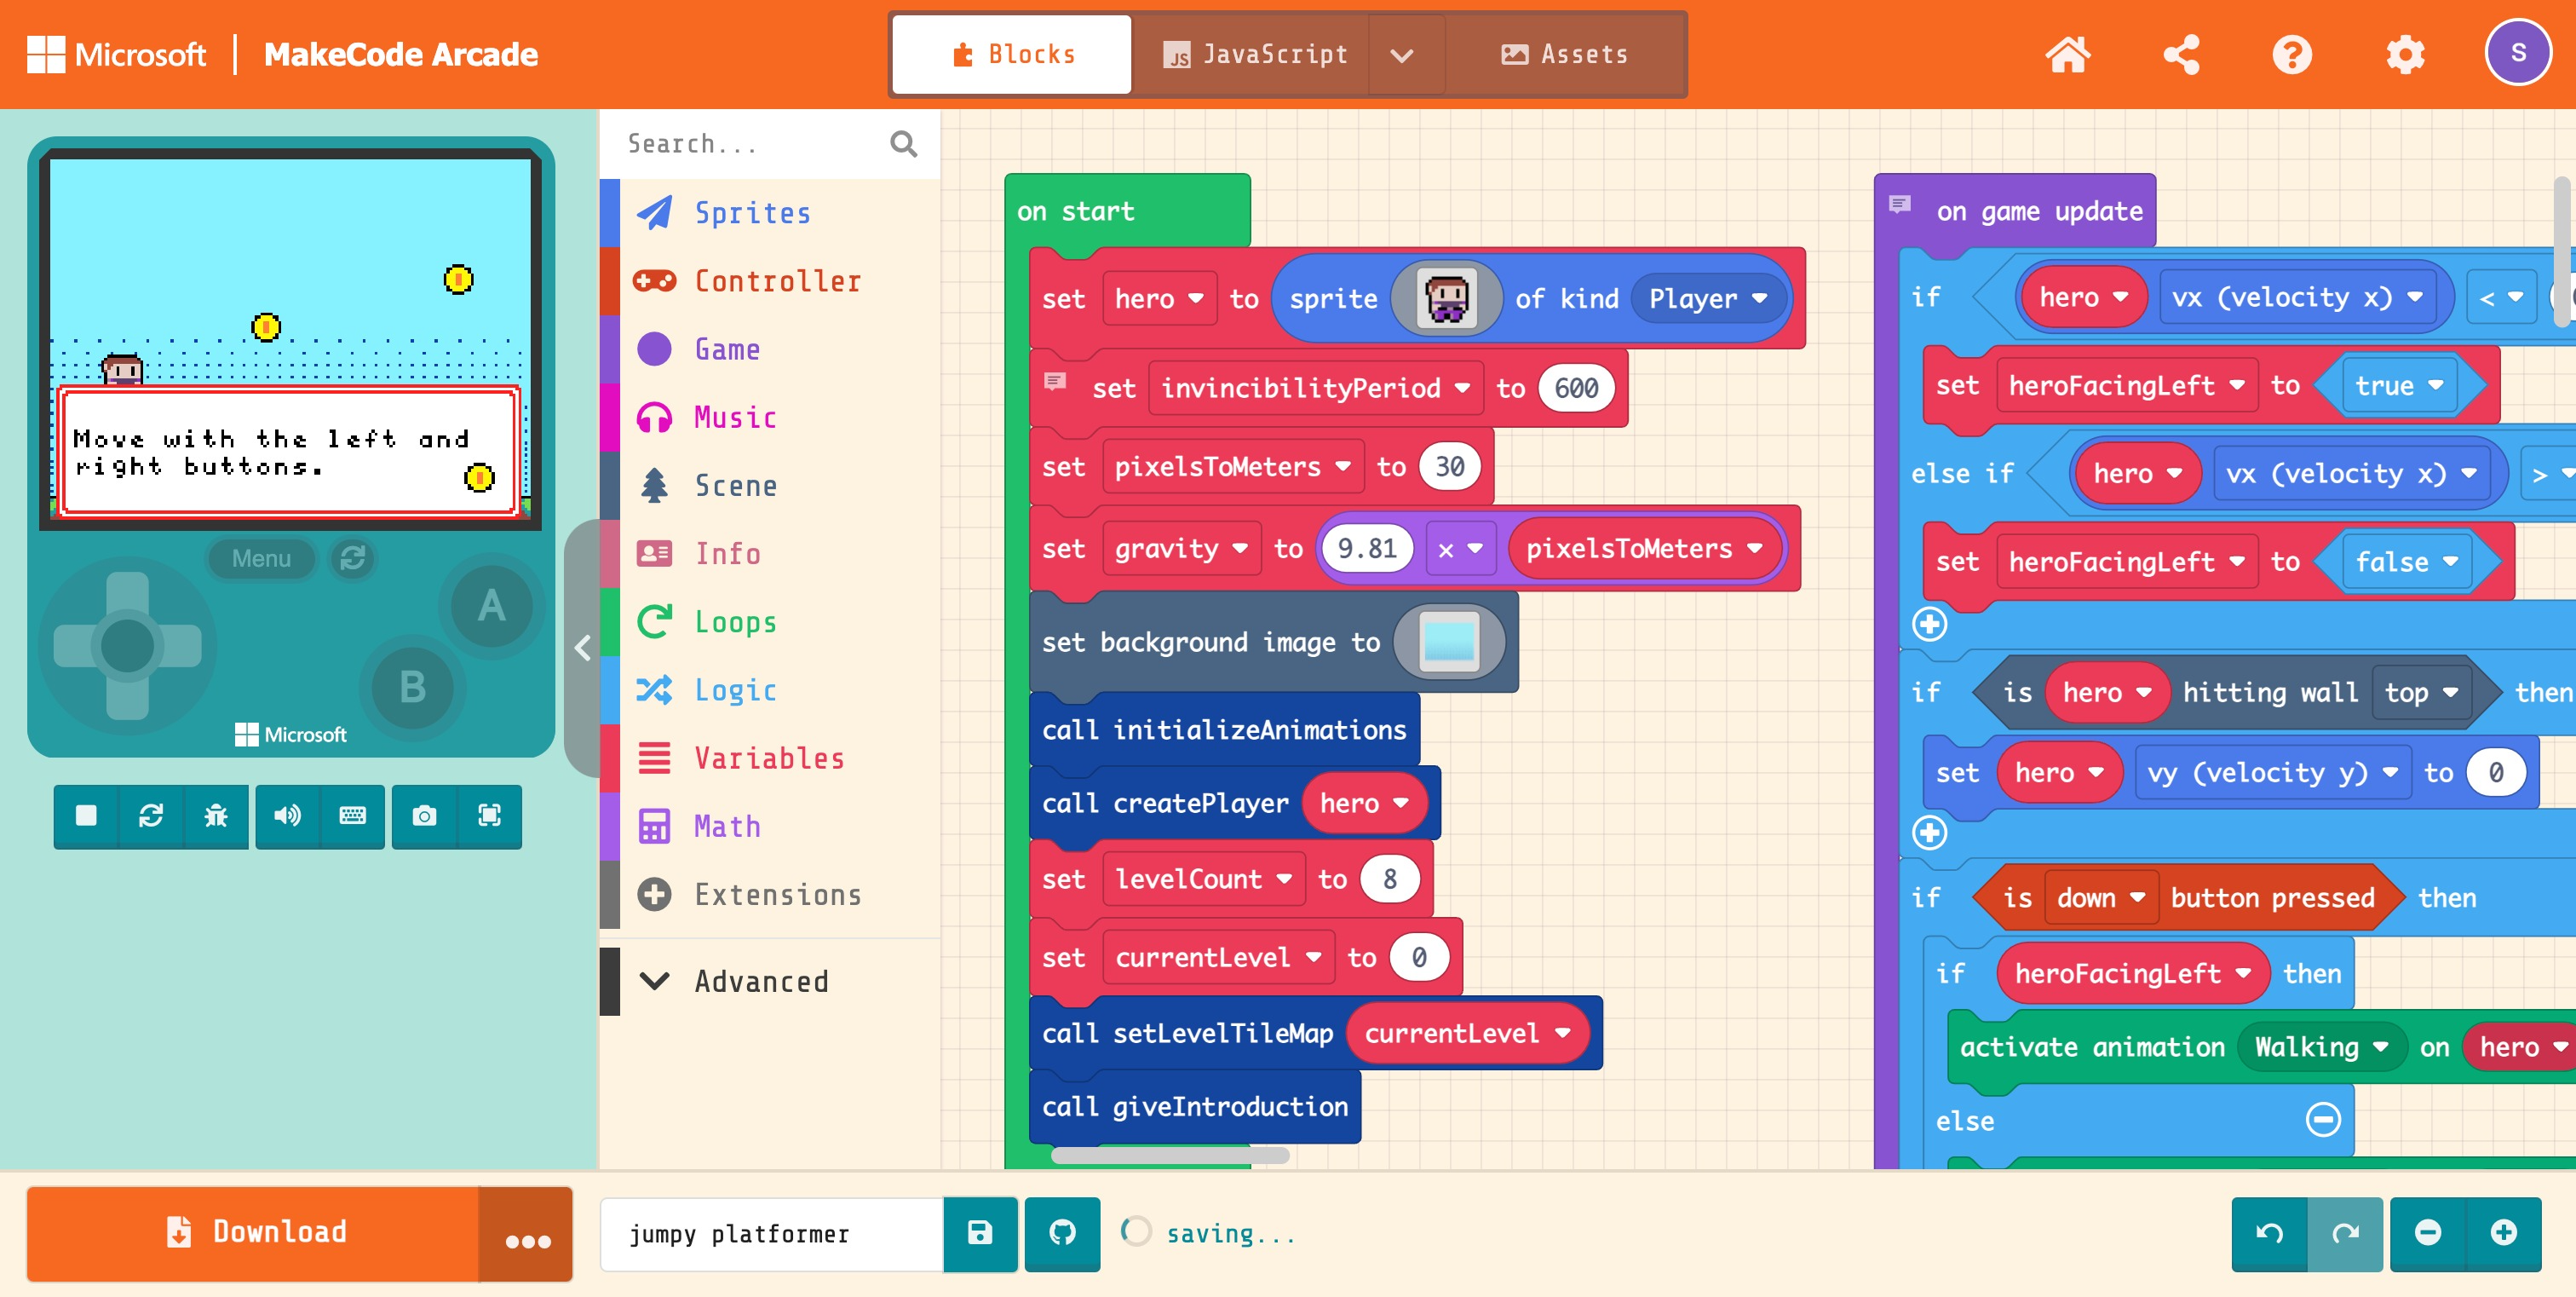 Microsoft | MakeCode Arcade
Blocks
JS JavaScript
Assets
S
Move with the left and
right buttons.
Menu
A
B
Microsoft
Search...
Sprites
Controller
Game
Music
Scene
Info
Loops
Logic
Variables
Math
Extensions
Advanced
on start
set hero to sprite of kind Player
set invincibilityPeriod to 600
set pixelsToMeters to 30
set gravity to 9.81 × pixelsToMeters
set background image to
call initializeAnimations
call createPlayer hero
set levelCount to 8
set currentLevel to 0
call setLevelTileMap currentLevel
call giveIntroduction
on game update
if hero vx (velocity x) <
set heroFacingLeft to true
else if hero vx (velocity x) >
set heroFacingLeft to false
if is hero hitting wall top then
set hero vy (velocity y) to 0
if is down button pressed then
if heroFacingLeft then
activate animation Walking on hero
else
Download
jumpy platformer
saving...